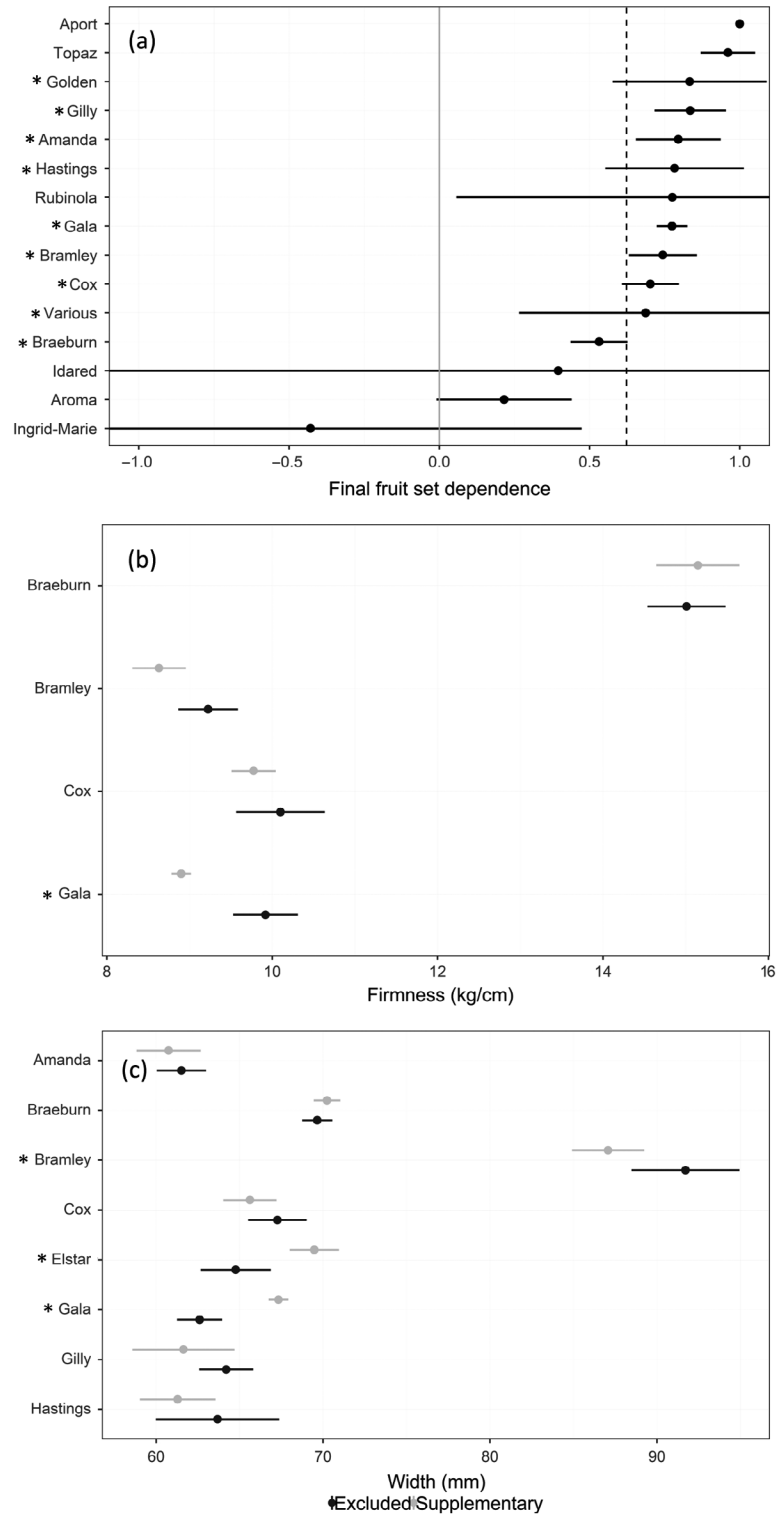 (a)
Aport
Topaz
* Golden
* Gilly
* Amanda
* Hastings
Rubinola
* Gala
* Bramley
* Cox
* Various
* Braeburn
Idared
Aroma
Ingrid-Marie
−1.0 −0.5 0.0 0.5 1.0
Final fruit set dependence
(b)
Braeburn
Bramley
Cox
* Gala
8 10 12 14 16
Firmness (kg/cm)
(c)
Amanda
Braeburn
* Bramley
Cox
* Elstar
* Gala
Gilly
Hastings
60 70 80 90
Width (mm)
Excluded Supplementary